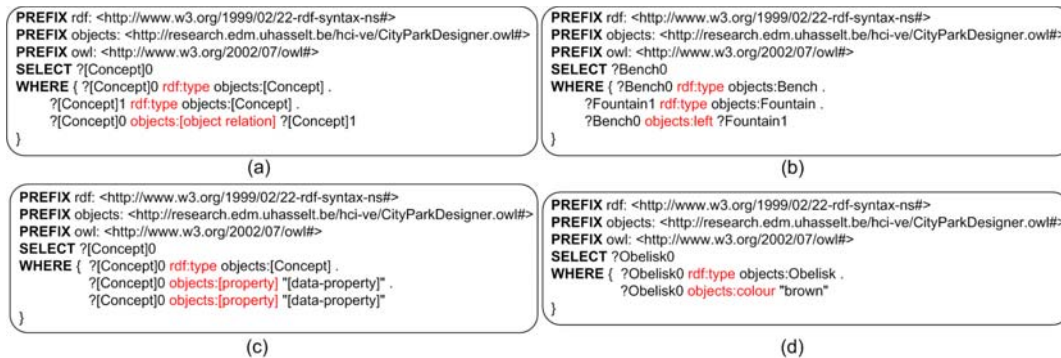 PREFIX rdf: <http://www.w3.org/1999/02/22-rdf-syntax-ns#>
PREFIX objects: <http://research.edm.uhasselt.be/hci-ve/CityParkDesigner.owl#>
PREFIX owl: <http://www.w3.org/2002/07/owl#>
SELECT ?[Concept]0
WHERE { ?[Concept]0 rdf:type objects:[Concept] .
?[Concept]1 rdf:type objects:[Concept] .
?[Concept]0 objects:[object relation] ?[Concept]1
}
(a)
PREFIX rdf: <http://www.w3.org/1999/02/22-rdf-syntax-ns#>
PREFIX objects: <http://research.edm.uhasselt.be/hci-ve/CityParkDesigner.owl#>
PREFIX owl: <http://www.w3.org/2002/07/owl#>
SELECT ?Bench0
WHERE { ?Bench0 rdf:type objects:Bench .
?Fountain1 rdf:type objects:Fountain .
?Bench0 objects:left ?Fountain1
}
(b)
PREFIX rdf: <http://www.w3.org/1999/02/22-rdf-syntax-ns#>
PREFIX objects: <http://research.edm.uhasselt.be/hci-ve/CityParkDesigner.owl#>
PREFIX owl: <http://www.w3.org/2002/07/owl#>
SELECT ?[Concept]0
WHERE { ?[Concept]0 rdf:type objects:[Concept] .
?[Concept]0 objects:[property] "[data-property]" .
?[Concept]0 objects:[property] "[data-property]"
}
(c)
PREFIX rdf: <http://www.w3.org/1999/02/22-rdf-syntax-ns#>
PREFIX objects: <http://research.edm.uhasselt.be/hci-ve/CityParkDesigner.owl#>
PREFIX owl: <http://www.w3.org/2002/07/owl#>
SELECT ?Obelisk0
WHERE { ?Obelisk0 rdf:type objects:Obelisk .
?Obelisk0 objects:colour "brown"
}
(d)